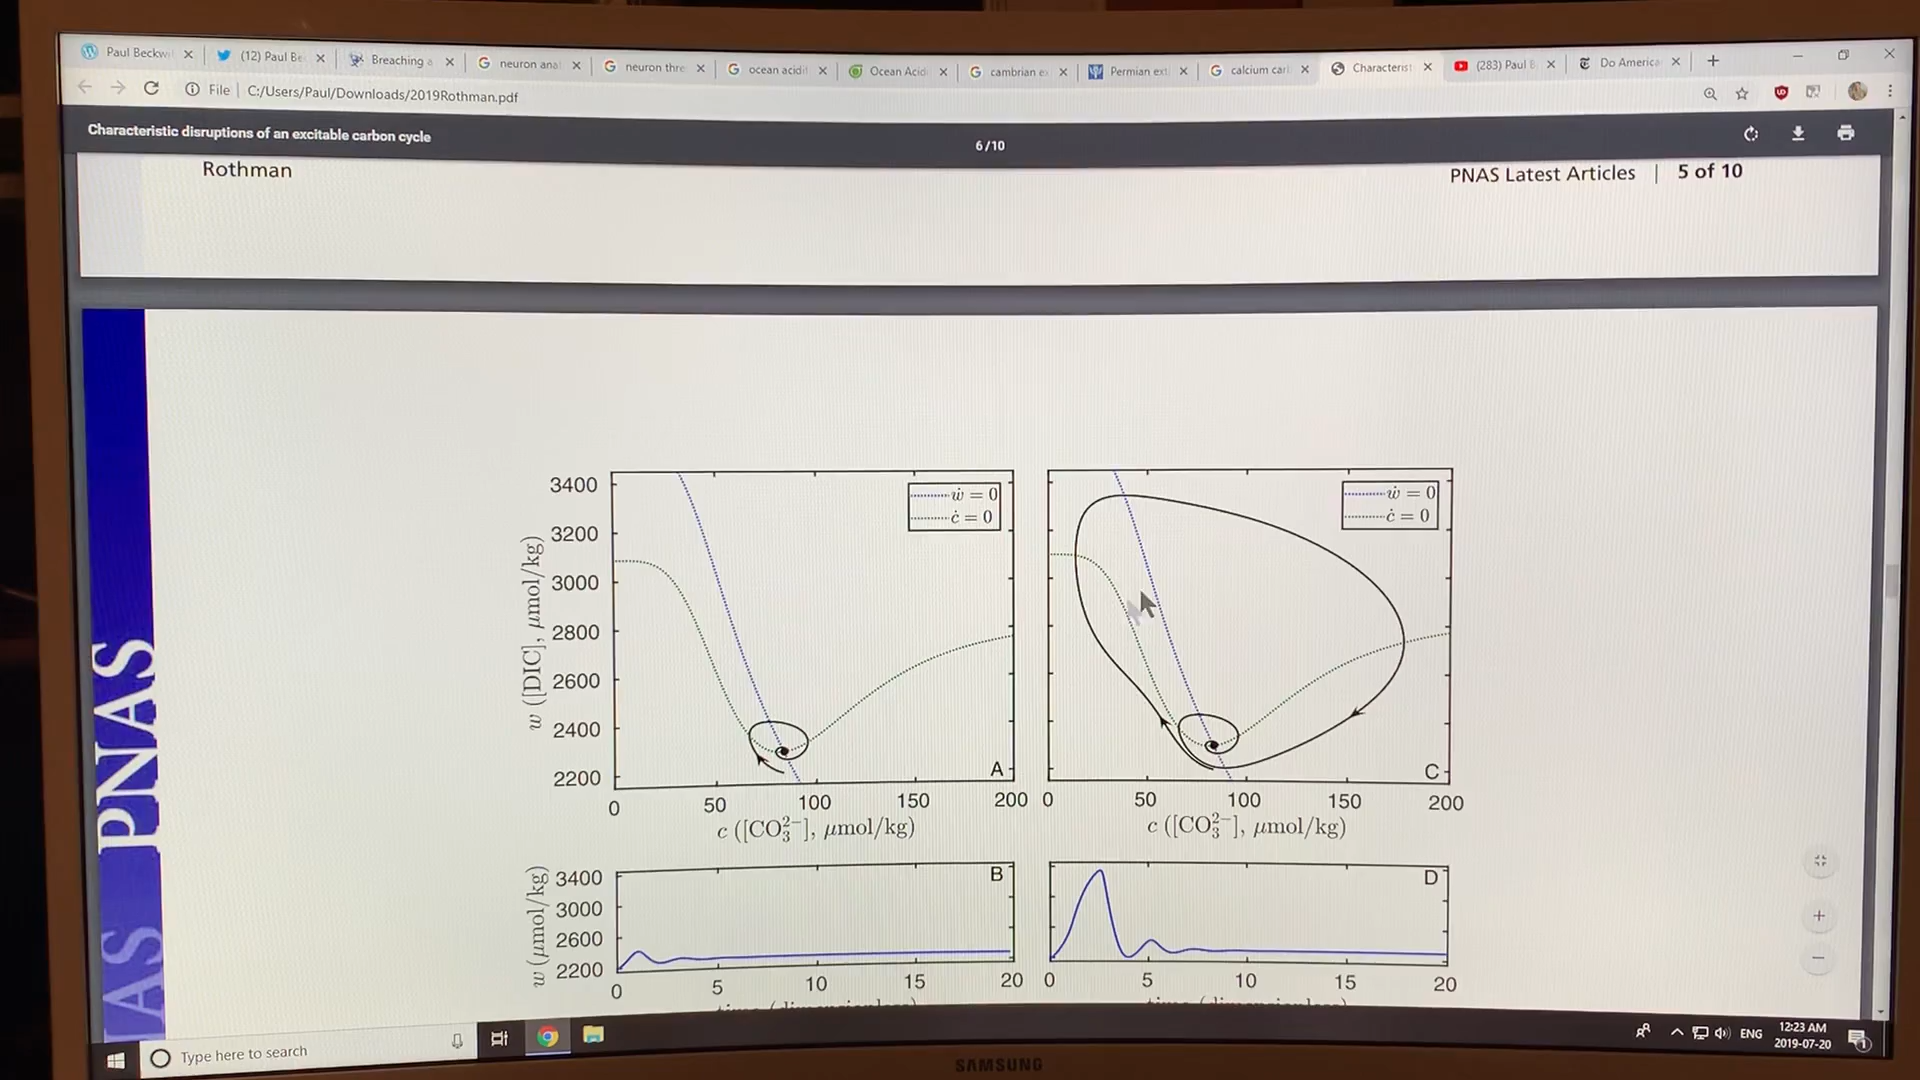 Paul Beckwi
(12) Paul Be
Breaching a
neuron ana
neuron thre
ocean acidi
Ocean Acid
cambrian e
Permian ext
calcium car
Characterist
(283) Paul B
Do America
File | C:/Users/Paul/Downloads/2019Rothman.pdf
Characteristic disruptions of an excitable carbon cycle
6/10
Rothman
PNAS Latest Articles | 5 of 10
PNAS
AS
w ([DIC], μmol/kg)
3400
3200
3000
2800
2600
2400
2200
ẇ = 0
ċ = 0
A
0 50 100 150 200
c ([CO₃²⁻], μmol/kg)
ẇ = 0
ċ = 0
C
0 50 100 150 200
c ([CO₃²⁻], μmol/kg)
w (μmol/kg)
3400
3000
2600
2200
B
0 5 10 15 20
D
0 5 10 15 20
Type here to search
ENG
12:23 AM
2019-07-20
1
SAMSUNG